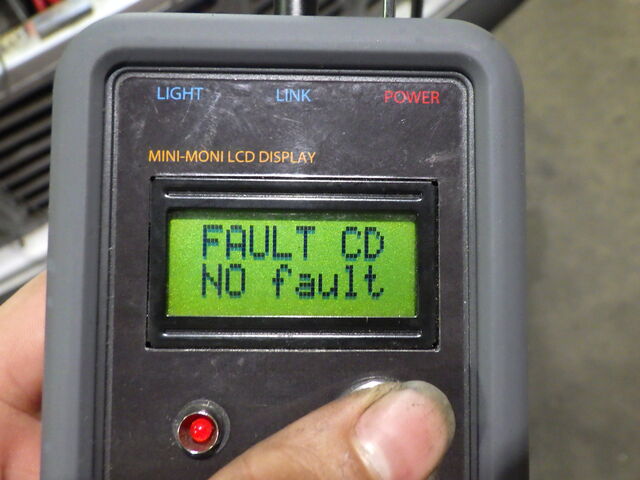 LIGHT LINK POWER
MINI-MONI LCD DISPLAY
FAULT CD
NO fault